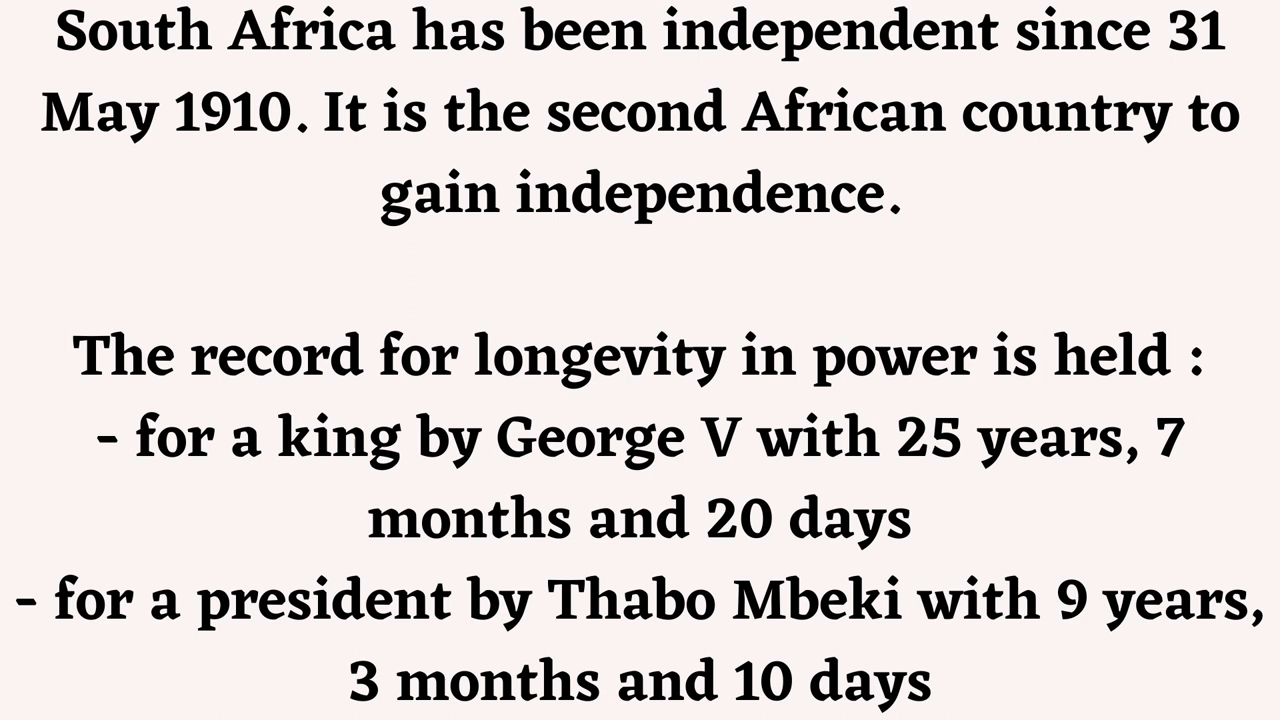 South Africa has been independent since 31
May 1910. It is the second African country to
gain independence.
The record for longevity in power is held :
- for a king by George V with 25 years, 7
months and 20 days
- for a president by Thabo Mbeki with 9 years,
3 months and 10 days